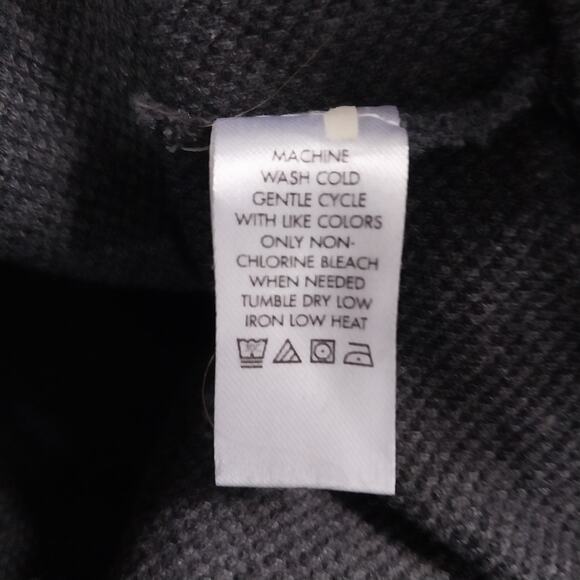 MACHINE
WASH COLD
GENTLE CYCLE
WITH LIKE COLORS
ONLY NON-
CHLORINE BLEACH
WHEN NEEDED
TUMBLE DRY LOW
IRON LOW HEAT